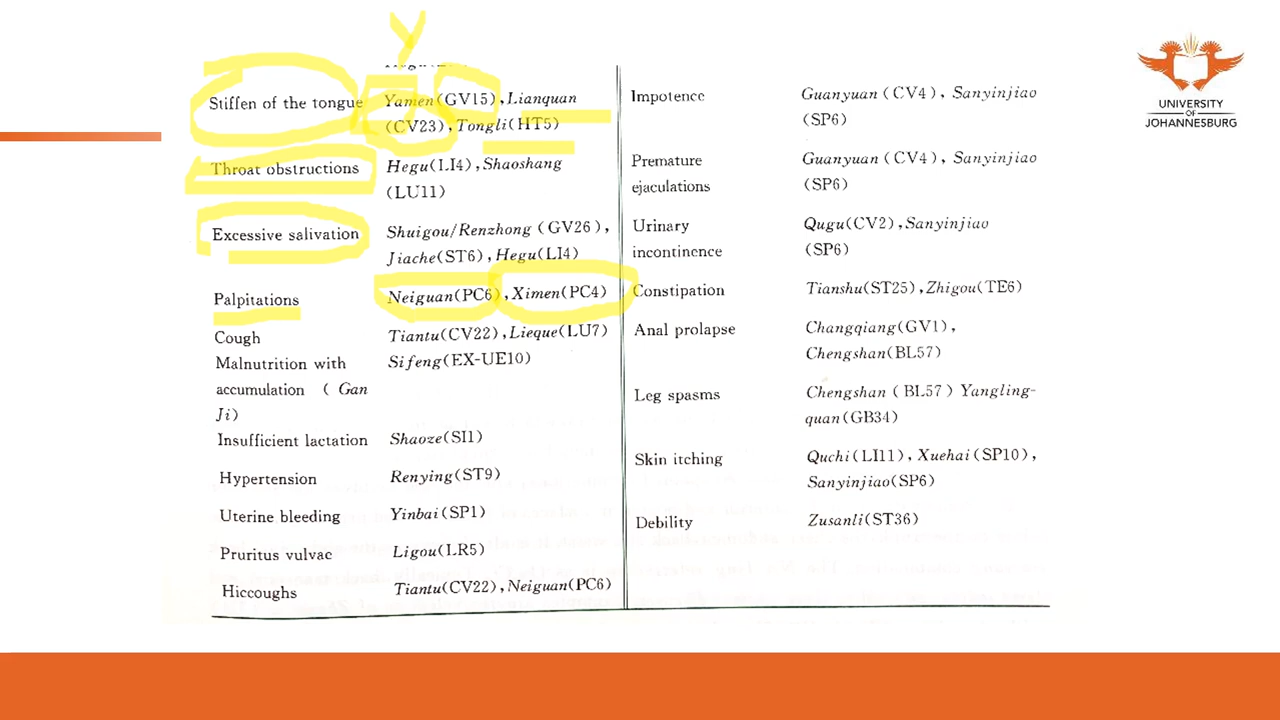 Stiffen of the tongue Yamen(GV15), Lianquan
(CV23), Tongli(HT5)
Throat obstructions Hegu(LI4), Shaoshang
(LU11)
Excessive salivation Shuigou/Renzhong (GV26),
Jiache(ST6), Hegu(LI4)
Palpitations Neiguan(PC6), Ximen(PC4)
Cough Tiantu(CV22), Lieque(LU7)
Malnutrition with Sifeng(EX-UE10)
accumulation ( Gan
Ji)
Insufficient lactation Shaoze(SI1)
Hypertension Renying(ST9)
Uterine bleeding Yinbai(SP1)
Pruritus vulvae Ligou(LR5)
Hiccoughs Tiantu(CV22), Neiguan(PC6)
Impotence Guanyuan (CV4), Sanyinjiao
(SP6)
Premature Guanyuan (CV4), Sanyinjiao
ejaculations (SP6)
Urinary Qugu(CV2), Sanyinjiao
incontinence (SP6)
Constipation Tianshu(ST25), Zhigou(TE6)
Anal prolapse Changqiang(GV1),
Chengshan(BL57)
Leg spasms Chengshan (BL57) Yangling-
quan(GB34)
Skin itching Quchi(LI11), Xuehai(SP10),
Sanyinjiao(SP6)
Debility Zusanli(ST36)
UNIVERSITY
OF
JOHANNESBURG